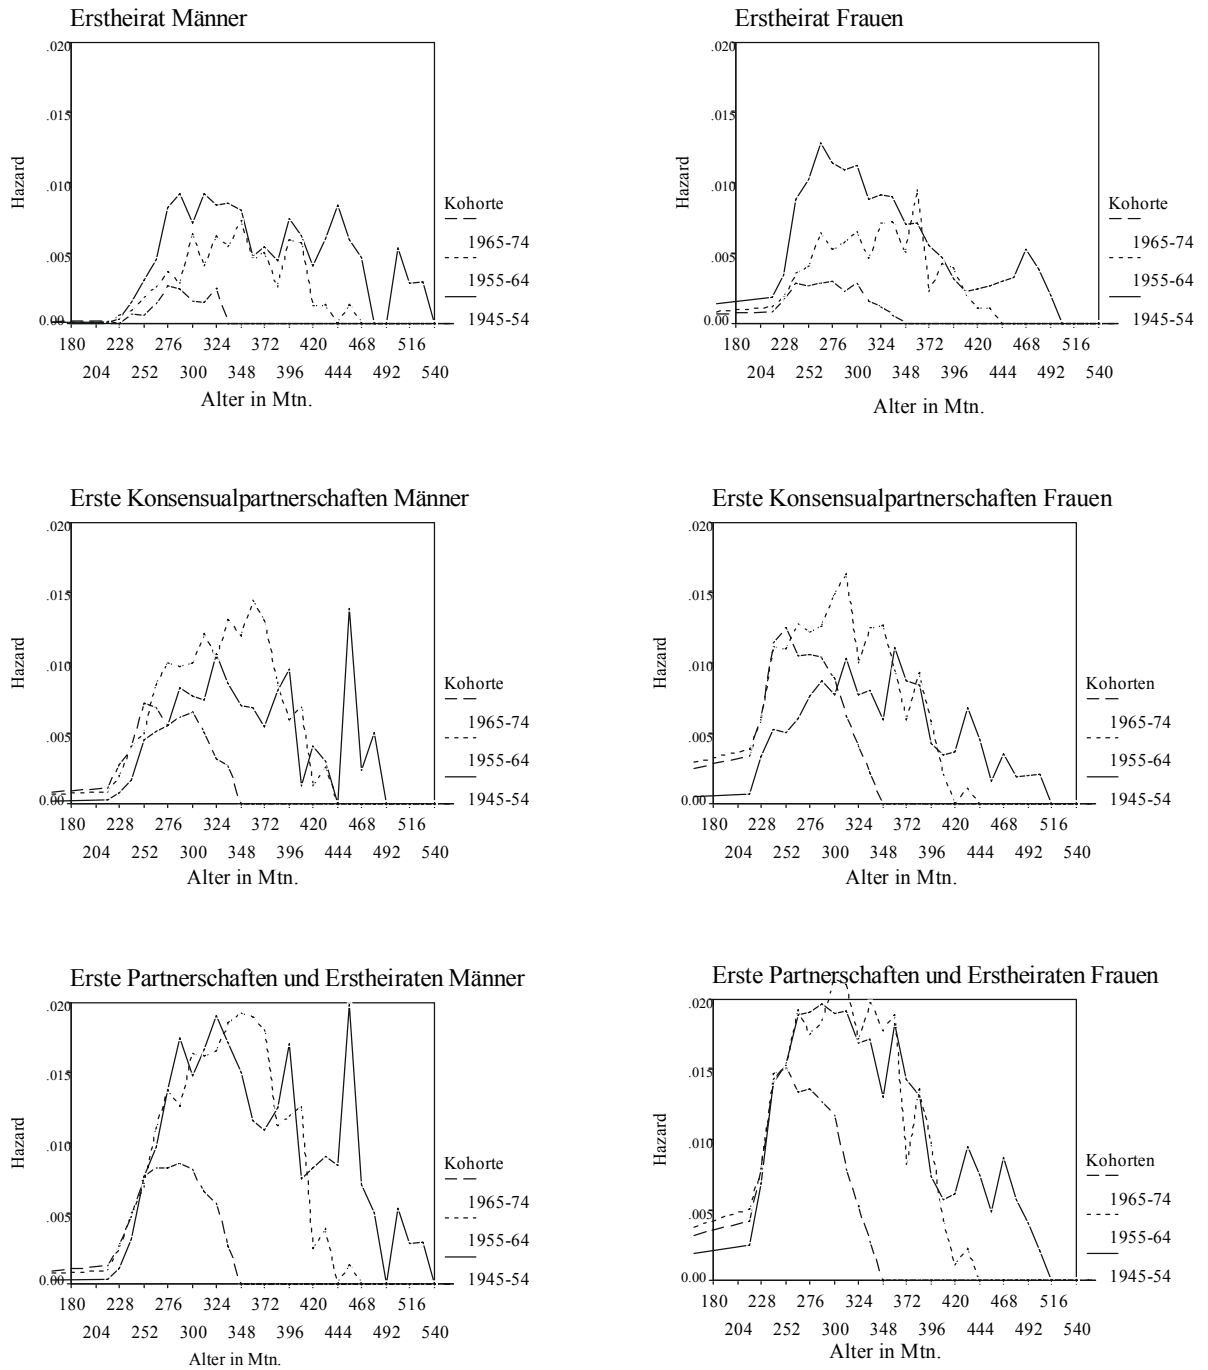 Erstheirat Männer
.020
.015
.010
.005
0.00
Hazard
180 228 276 324 372 420 468 516
204 252 300 348 396 444 492 540
Alter in Mtn.
Kohorte
1965-74
1955-64
1945-54
Erstheirat Frauen
.020
.015
.010
.005
0.00
Hazard
180 228 276 324 372 420 468 516
204 252 300 348 396 444 492 540
Alter in Mtn.
Kohorte
1965-74
1955-64
1945-54
Erste Konsensualpartnerschaften Männer
.020
.015
.010
.005
0.00
Hazard
180 228 276 324 372 420 468 516
204 252 300 348 396 444 492 540
Alter in Mtn.
Kohorte
1965-74
1955-64
1945-54
Erste Konsensualpartnerschaften Frauen
.020
.015
.010
.005
0.00
Hazard
180 228 276 324 372 420 468 516
204 252 300 348 396 444 492 540
Alter in Mtn.
Kohorten
1965-74
1955-64
1945-54
Erste Partnerschaften und Erstheiraten Männer
.020
.015
.010
.005
0.00
Hazard
180 228 276 324 372 420 468 516
204 252 300 348 396 444 492 540
Alter in Mtn.
Kohorte
1965-74
1955-64
1945-54
Erste Partnerschaften und Erstheiraten Frauen
.020
.015
.010
.005
0.00
Hazard
180 228 276 324 372 420 468 516
204 252 300 348 396 444 492 540
Alter in Mtn.
Kohorten
1965-74
1955-64
1945-54